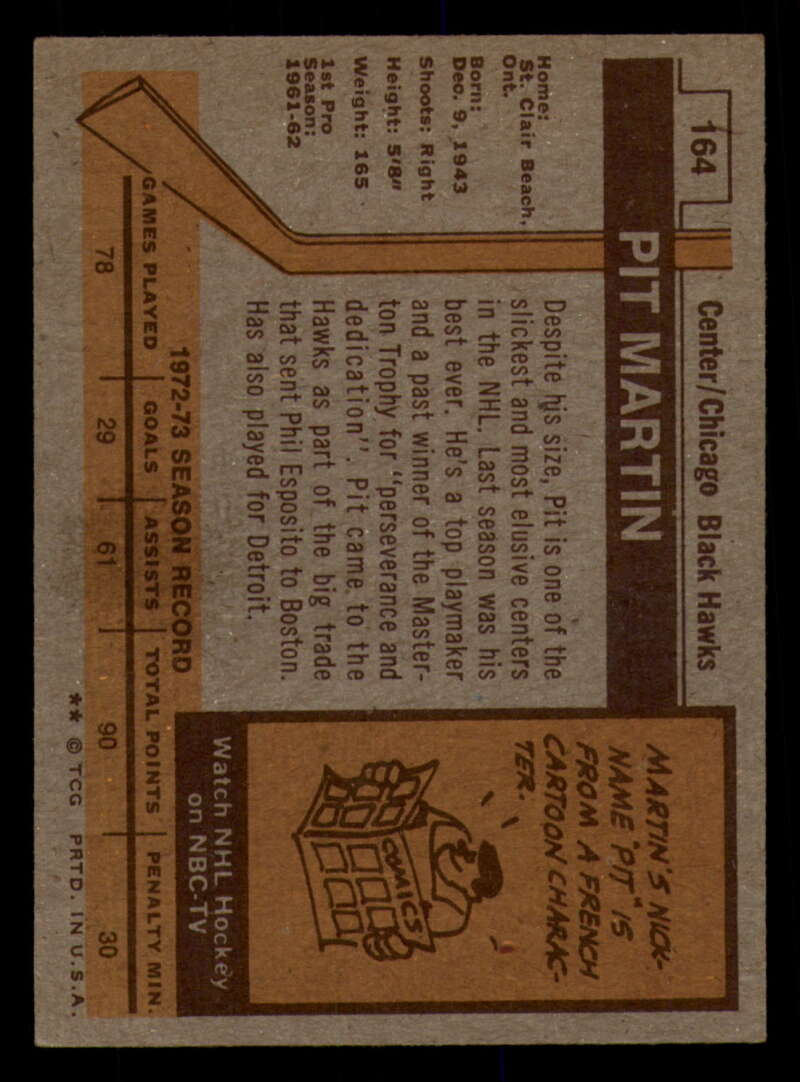 164
Center/Chicago Black Hawks
PIT MARTIN
Home:
St. Clair Beach,
Ont.
Born:
Dec. 9, 1943
Shoots: Right
Height: 5'8"
Weight: 165
1st Pro
Season:
1961-62
Despite his size, Pit is one of the
slickest and most elusive centers
in the NHL. Last season was his
best ever. He's a top playmaker
and a past winner of the Master-
ton Trophy for "perseverance and
dedication". Pit came to the
Hawks as part of the big trade
that sent Phil Esposito to Boston.
Has also played for Detroit.
MARTIN'S NICK-
NAME "PIT" IS
FROM A FRENCH
CARTOON CHARAC-
TER.
COMICS
Watch NHL Hockey
on NBC-TV
1972-73 SEASON RECORD
GAMES PLAYED GOALS ASSISTS TOTAL POINTS PENALTY MIN.
78 29 61 90 30
** © TCG PRTD. IN U.S.A.